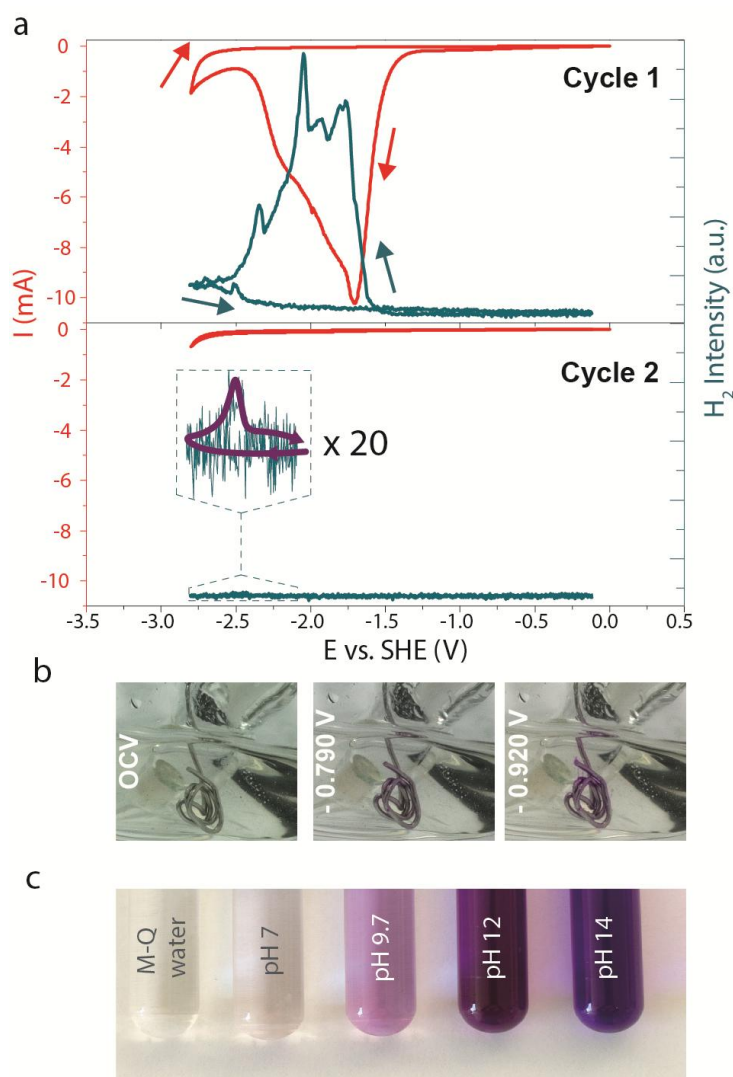 a
0
-2
-4
-6
-8
-10
Cycle 1
I (mA)
H₂ Intensity (a.u.)
0
-2
-4
-6
-8
-10
Cycle 2
x 20
-3.5 -3.0 -2.5 -2.0 -1.5 -1.0 -0.5 0.0 0.5
E vs. SHE (V)
b
OCV
- 0.790 V
- 0.920 V
c
M-Q
water
pH 7
pH 9.7
pH 12
pH 14